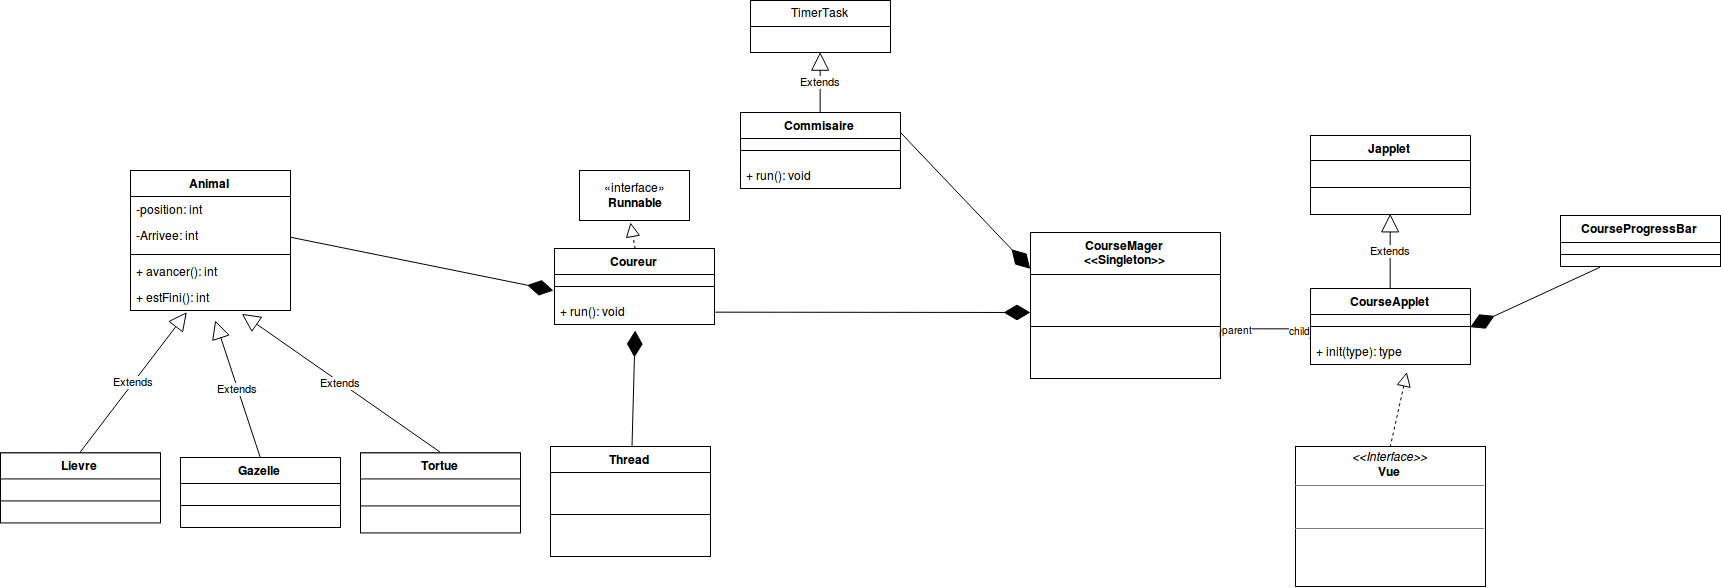 TimerTask
Extends
Commisaire
+ run(): void
Japplet
Extends
CourseProgressBar
Animal
-position: int
-Arrivee: int
+ avancer(): int
+ estFini(): int
«interface»
Runnable
Coureur
+ run(): void
CourseMager
<<Singleton>>
CourseApplet
+ init(type): type
parent
child
Extends
Extends
Extends
Lievre
Gazelle
Tortue
Thread
<<Interface>>
Vue